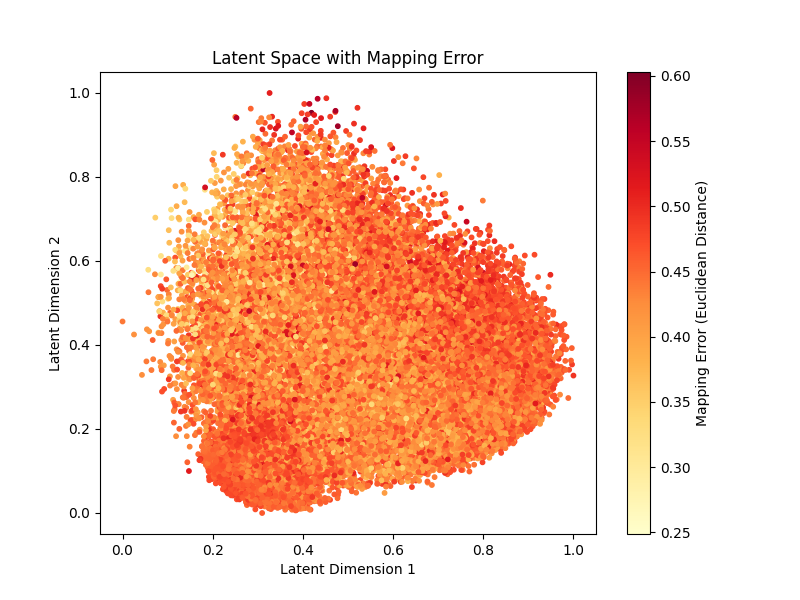 Latent Space with Mapping Error
1.0
0.8
0.6
0.4
0.2
0.0
Latent Dimension 2
0.0 0.2 0.4 0.6 0.8 1.0
Latent Dimension 1
0.60
0.55
0.50
0.45
0.40
0.35
0.30
0.25
Mapping Error (Euclidean Distance)